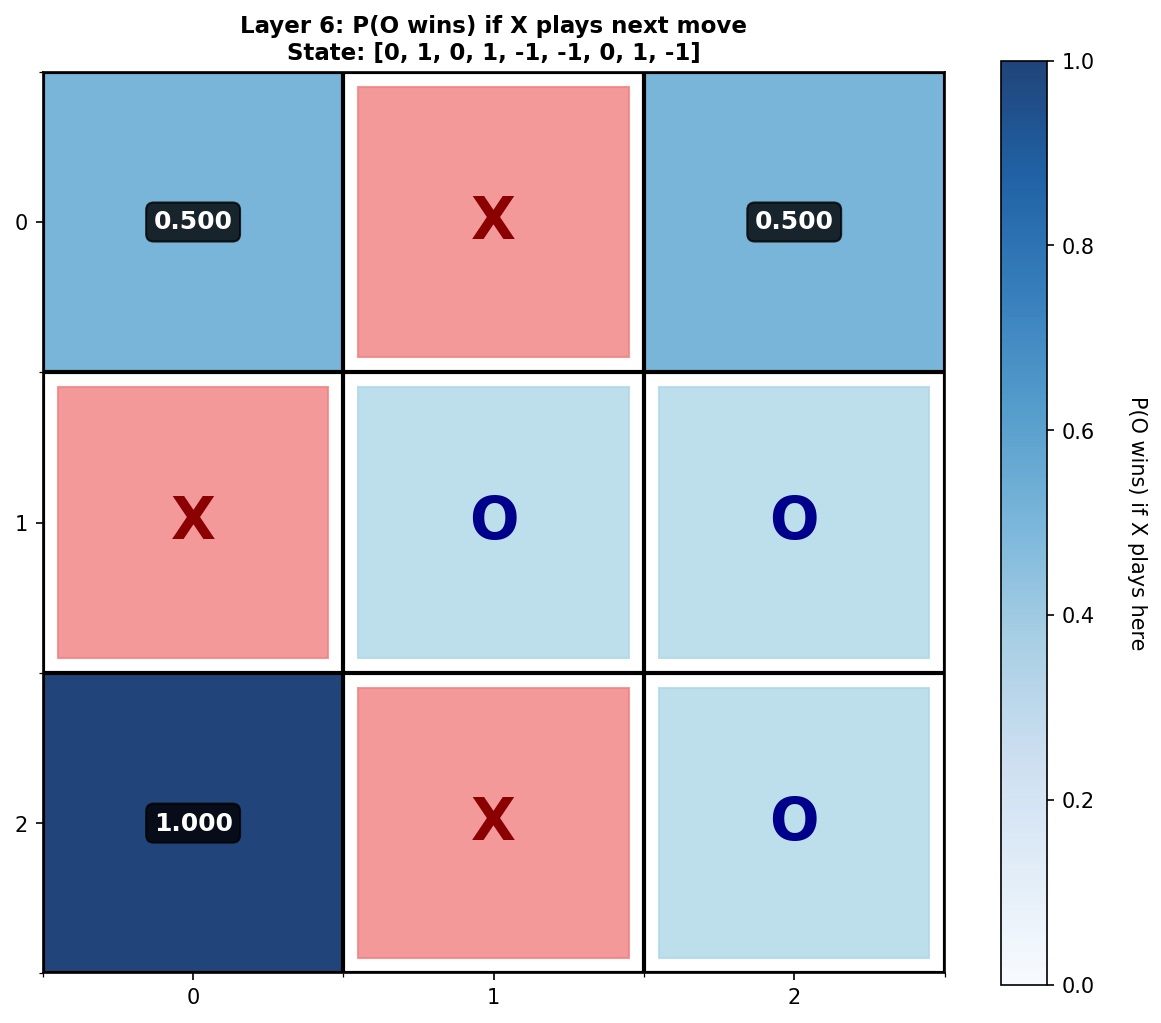 Layer 6: P(O wins) if X plays next move
State: [0, 1, 0, 1, -1, -1, 0, 1, -1]
0.500
X
0.500
X
O
O
1.000
X
O
0
1
2
0
1
2
1.0
0.8
0.6
0.4
0.2
0.0
P(O wins) if X plays here